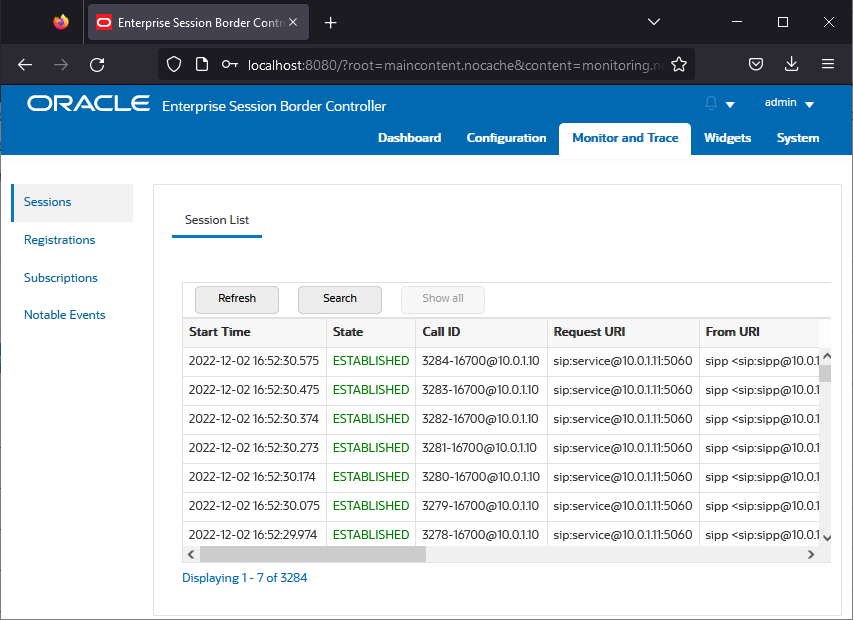 Enterprise Session Border Contr
localhost:8080/?root=maincontent.nocache&content=monitoring.n
ORACLE Enterprise Session Border Controller
admin
Dashboard Configuration Monitor and Trace Widgets System
Sessions
Registrations
Subscriptions
Notable Events
Session List
Refresh Search Show all
Start Time State Call ID Request URI From URI
2022-12-02 16:52:30.575 ESTABLISHED 3284-16700@10.0.1.10 sip:service@10.0.1.11:5060 sipp <sip:sipp@10.0.1
2022-12-02 16:52:30.475 ESTABLISHED 3283-16700@10.0.1.10 sip:service@10.0.1.11:5060 sipp <sip:sipp@10.0.1
2022-12-02 16:52:30.374 ESTABLISHED 3282-16700@10.0.1.10 sip:service@10.0.1.11:5060 sipp <sip:sipp@10.0.1
2022-12-02 16:52:30.273 ESTABLISHED 3281-16700@10.0.1.10 sip:service@10.0.1.11:5060 sipp <sip:sipp@10.0.1
2022-12-02 16:52:30.174 ESTABLISHED 3280-16700@10.0.1.10 sip:service@10.0.1.11:5060 sipp <sip:sipp@10.0.1
2022-12-02 16:52:30.075 ESTABLISHED 3279-16700@10.0.1.10 sip:service@10.0.1.11:5060 sipp <sip:sipp@10.0.1
2022-12-02 16:52:29.974 ESTABLISHED 3278-16700@10.0.1.10 sip:service@10.0.1.11:5060 sipp <sip:sipp@10.0.1
Displaying 1 - 7 of 3284